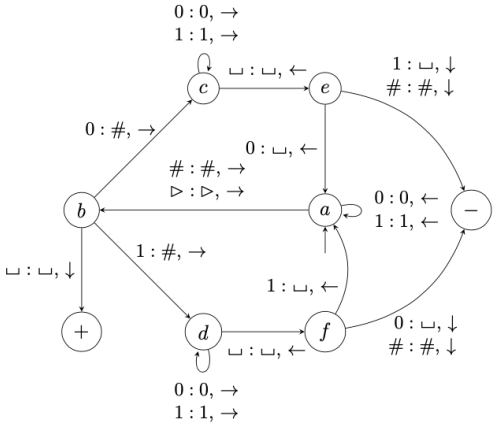 0 : 0, →
1 : 1, →
c
␣ : ␣, ←
e
1 : ␣, ↓
# : #, ↓
0 : #, →
0 : ␣, ←
# : #, →
▷ : ▷, →
b
a
0 : 0, ←
1 : 1, ←
−
1 : #, →
␣ : ␣, ↓
1 : ␣, ←
+
d
␣ : ␣, ←
f
0 : ␣, ↓
# : #, ↓
0 : 0, →
1 : 1, →